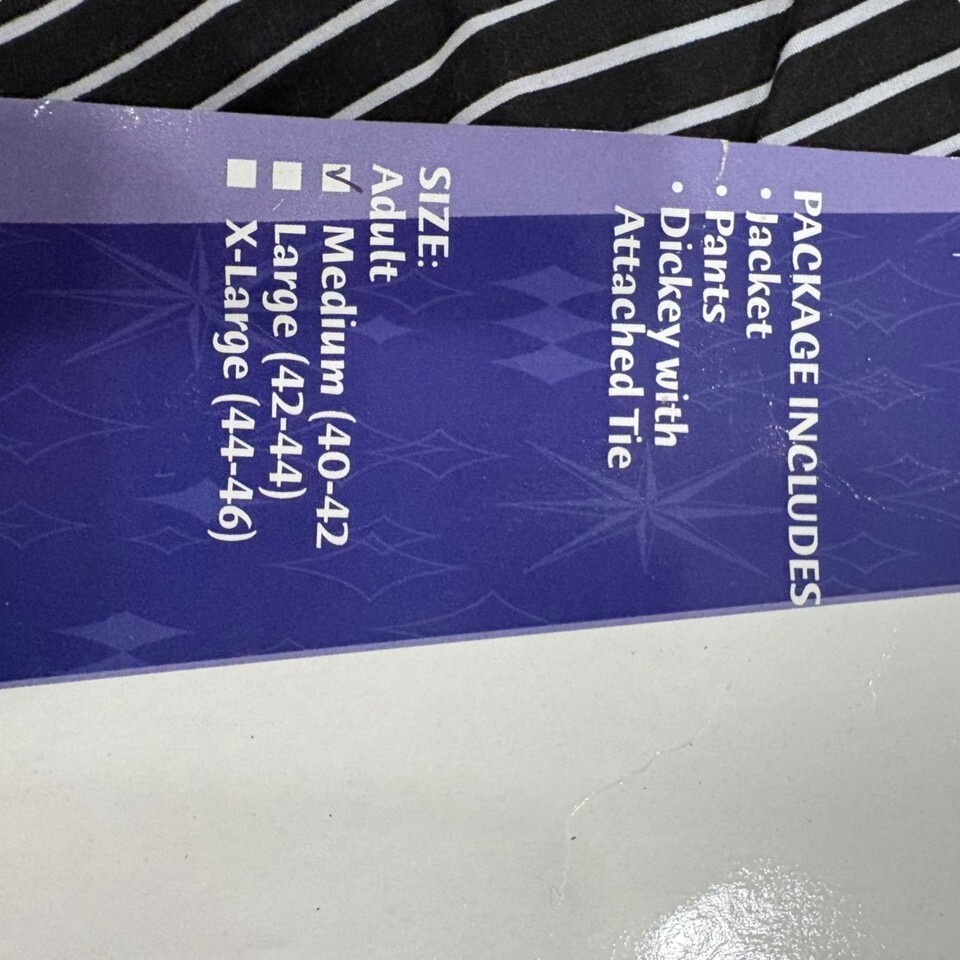 PACKAGE INCLUDES
• Jacket
• Pants
• Dickey with
Attached Tie
SIZE:
Adult
Medium (40-42
Large (42-44)
X-Large (44-46)